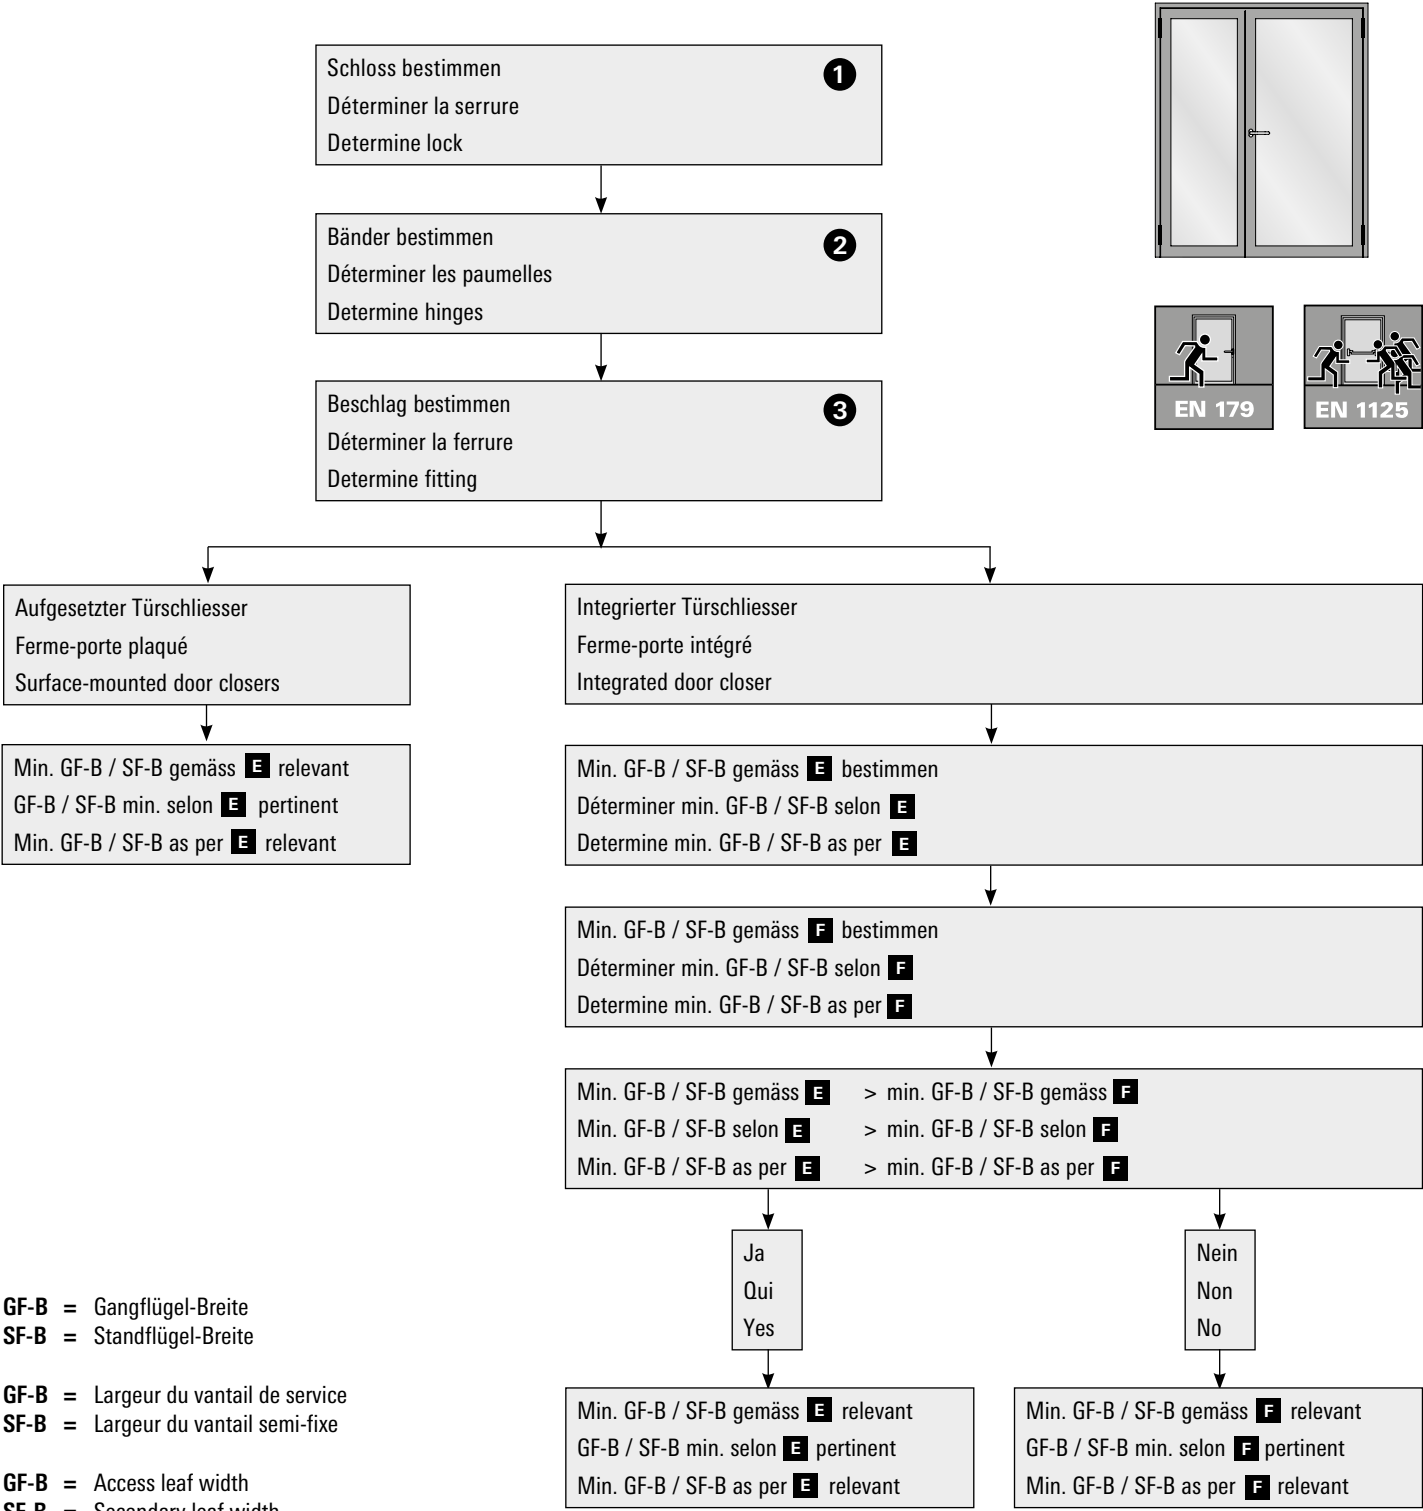 Schloss bestimmen
1
Déterminer la serrure
Determine lock
Bänder bestimmen
2
Déterminer les paumelles
Determine hinges
EN 179
EN 1125
Beschlag bestimmen
3
Déterminer la ferrure
Determine fitting
Aufgesetzter Türschliesser
Ferme-porte plaqué
Surface-mounted door closers
Integrierter Türschliesser
Ferme-porte intégré
Integrated door closer
Min. GF-B / SF-B gemäss E relevant
GF-B / SF-B min. selon E pertinent
Min. GF-B / SF-B as per E relevant
Min. GF-B / SF-B gemäss E bestimmen
Déterminer min. GF-B / SF-B selon E
Determine min. GF-B / SF-B as per E
Min. GF-B / SF-B gemäss F bestimmen
Déterminer min. GF-B / SF-B selon F
Determine min. GF-B / SF-B as per F
Min. GF-B / SF-B gemäss E > min. GF-B / SF-B gemäss F
Min. GF-B / SF-B selon E > min. GF-B / SF-B selon F
Min. GF-B / SF-B as per E > min. GF-B / SF-B as per F
Ja
Qui
Yes
Nein
Non
No
Min. GF-B / SF-B gemäss E relevant
GF-B / SF-B min. selon E pertinent
Min. GF-B / SF-B as per E relevant
Min. GF-B / SF-B gemäss F relevant
GF-B / SF-B min. selon F pertinent
Min. GF-B / SF-B as per F relevant
GF-B = Gangflügel-Breite
SF-B = Standflügel-Breite
GF-B = Largeur du vantail de service
SF-B = Largeur du vantail semi-fixe
GF-B = Access leaf width
SF-B = Secondary leaf width